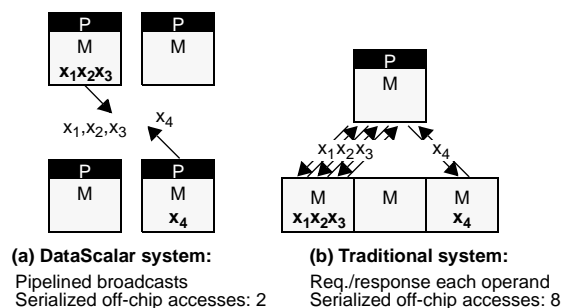 P P
M M
x1x2x3
P
M
x1,x2,x3 x4
x1x2x3 x4
P P
M M
x4
M M M
x1x2x3 x4
(a) DataScalar system:
Pipelined broadcasts
Serialized off-chip accesses: 2
(b) Traditional system:
Req./response each operand
Serialized off-chip accesses: 8